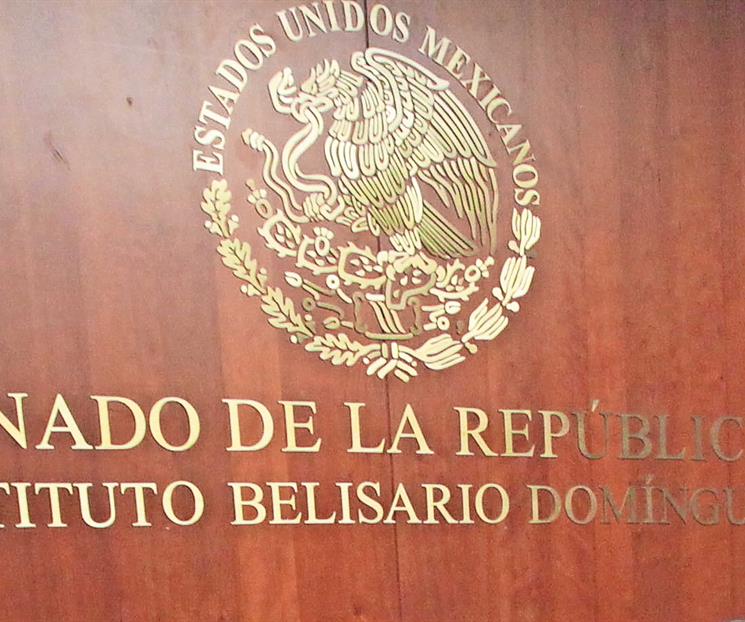 ESTADOS UNIDOS MEXICANOS
NADO DE LA REPÚBLIC
TITUTO BELISARIO DOMÍNGU